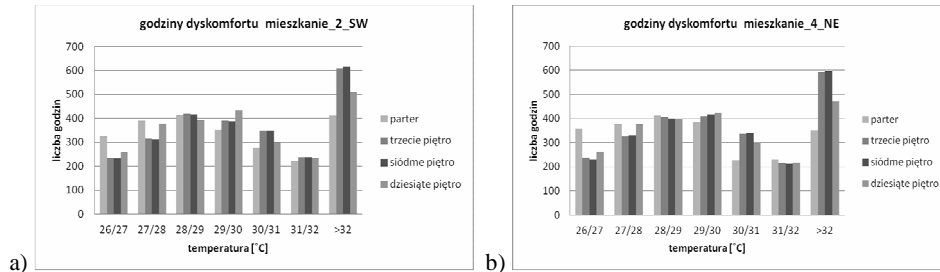 godziny dyskomfortu mieszkanie_2_SW
700
600
500
400
300
200
100
0
liczba godzin
26/27 27/28 28/29 29/30 30/31 31/32 >32
temperatura [˚C]
parter
trzecie piętro
siódme piętro
dziesiąte piętro
a)
godziny dyskomfortu mieszkanie_4_NE
700
600
500
400
300
200
100
0
liczba godzin
26/27 27/28 28/29 29/30 30/31 31/32 >32
temperatura [˚C]
parter
trzecie piętro
siódme piętro
dziesiąte piętro
b)